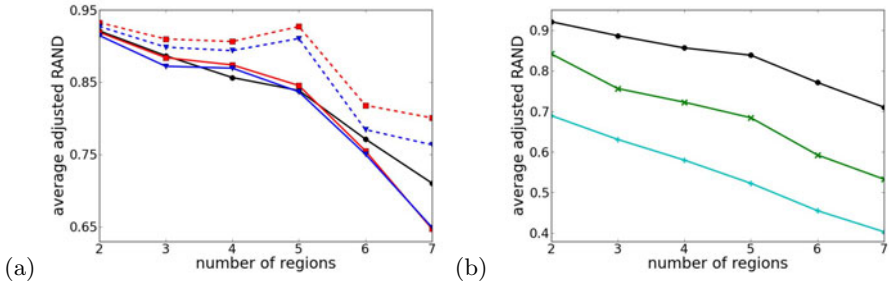 0.95
0.85
0.75
0.65
2 3 4 5 6 7
number of regions
average adjusted RAND
(a)
0.9
0.8
0.7
0.6
0.5
0.4
2 3 4 5 6 7
number of regions
average adjusted RAND
(b)